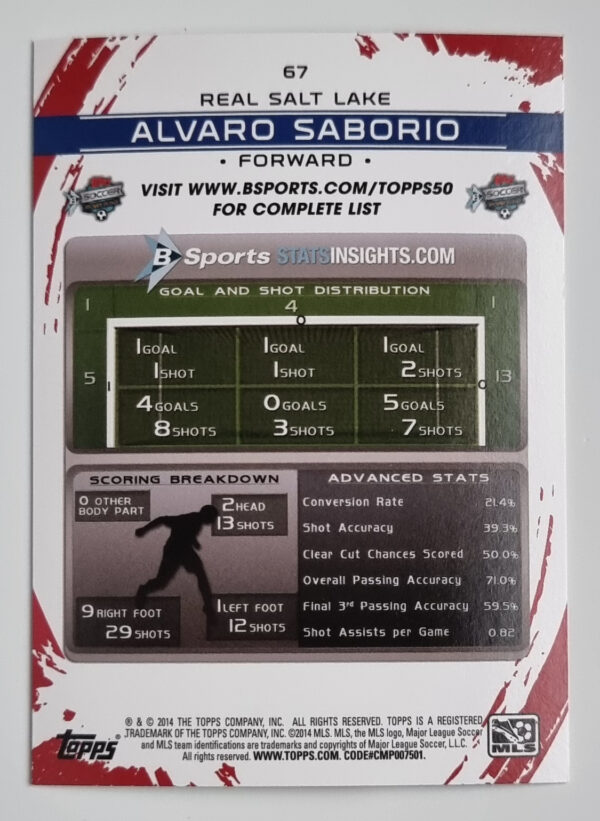 67
REAL SALT LAKE
ALVARO SABORIO
• FORWARD •
VISIT WWW.BSPORTS.COM/TOPPS50
FOR COMPLETE LIST
SOCCER
SOCCER
B Sports STATSINSIGHTS.COM
GOAL AND SHOT DISTRIBUTION
1 4 1
0
1 GOAL 1 GOAL 1 GOAL
1 SHOT 1 SHOT 2 SHOTS
5 1 0 13
4 GOALS 0 GOALS 5 GOALS
8 SHOTS 3 SHOTS 7 SHOTS
SCORING BREAKDOWN
0 OTHER
BODY PART
2 HEAD
13 SHOTS
9 RIGHT FOOT
29 SHOTS
1 LEFT FOOT
12 SHOTS
ADVANCED STATS
Conversion Rate 21.4%
Shot Accuracy 39.3%
Clear Cut Chances Scored 50.0%
Overall Passing Accuracy 71.0%
Final 3rd Passing Accuracy 59.5%
Shot Assists per Game 0.82
® & © 2014 THE TOPPS COMPANY, INC. ALL RIGHTS RESERVED. TOPPS IS A REGISTERED
TRADEMARK OF THE TOPPS COMPANY, INC. ©2014 MLS. MLS, the MLS logo, Major League Soccer
and MLS team identifications are trademarks and copyrights of Major League Soccer, L.L.C.
All rights reserved. WWW.TOPPS.COM. CODE#CMP007501.
Topps
MLS